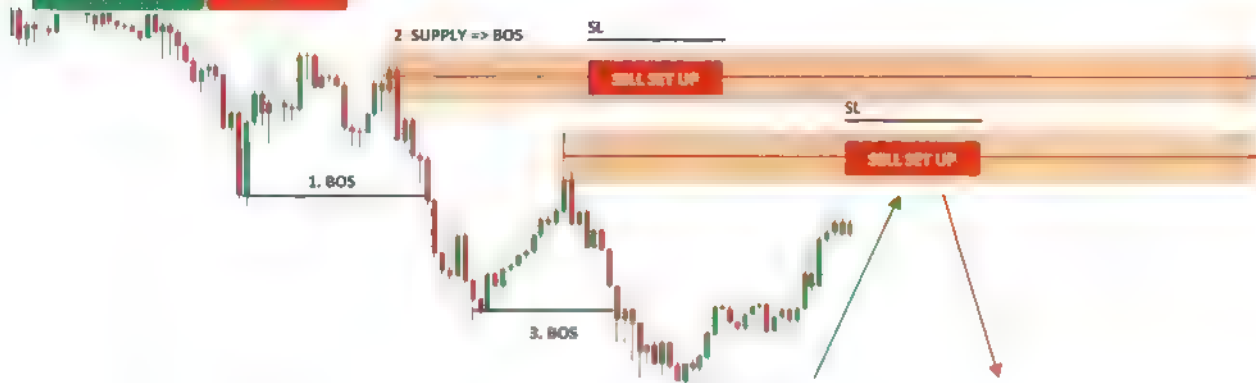 2 SUPPLY => BOS
SL
SELL SET UP
SL
SELL SET UP
1. BOS
3. BOS